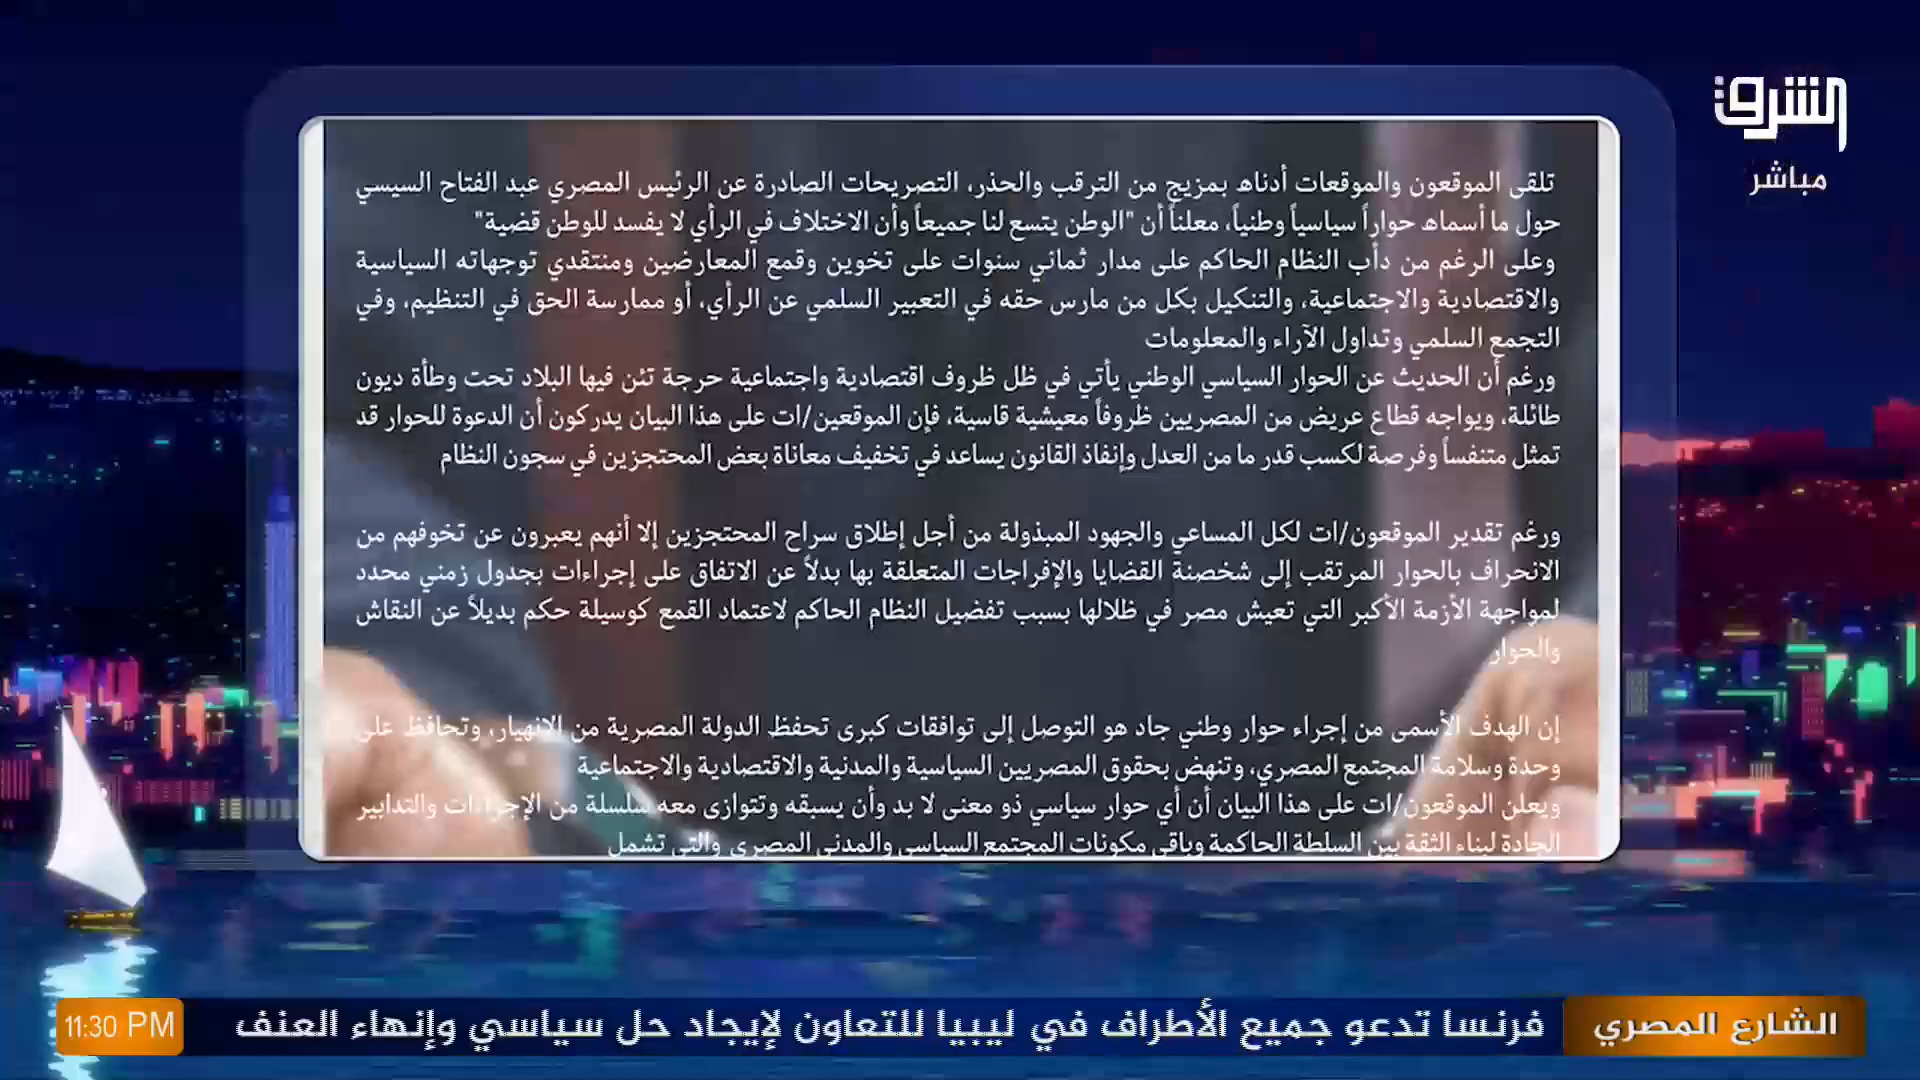 الشرق
مباشر
تلقى الموقعون والموقعات أدناه بمزيج من الترقب والحذر، التصريحات الصادرة عن الرئيس المصري عبد الفتاح السيسي
حول ما أسماه حواراً سياسياً وطنياً، معلناً أن "الوطن يتسع لنا جميعاً وأن الاختلاف في الرأي لا يفسد للوطن قضية"
وعلى الرغم من دأب النظام الحاكم على مدار ثماني سنوات على تخوين وقمع المعارضين ومنتقدي توجهاته السياسية
والاقتصادية والاجتماعية، والتنكيل بكل من مارس حقه في التعبير السلمي عن الرأي، أو ممارسة الحق في التنظيم، وفي
التجمع السلمي وتداول الآراء والمعلومات
ورغم أن الحديث عن الحوار السياسي الوطني يأتي في ظل ظروف اقتصادية واجتماعية حرجة تئن فيها البلاد تحت وطأة ديون
طائلة، ويواجه قطاع عريض من المصريين ظروفاً معيشية قاسية، فإن الموقعين/ات على هذا البيان يدركون أن الدعوة للحوار قد
تمثل متنفساً وفرصة لكسب قدر ما من العدل وإنفاذ القانون يساعد في تخفيف معاناة بعض المحتجزين في سجون النظام
ورغم تقدير الموقعون/ات لكل المساعي والجهود المبذولة من أجل إطلاق سراح المحتجزين إلا أنهم يعبرون عن تخوفهم من
الانحراف بالحوار المرتقب إلى شخصنة القضايا والإفراجات المتعلقة بها بدلاً عن الاتفاق على إجراءات بجدول زمني محدد
لمواجهة الأزمة الأكبر التي تعيش مصر في ظلالها بسبب تفضيل النظام الحاكم لاعتماد القمع كوسيلة حكم بديلاً عن النقاش
والحوار
إن الهدف الأسمى من إجراء حوار وطني جاد هو التوصل إلى توافقات كبرى تحفظ الدولة المصرية من الانهيار، وتحافظ على
وحدة وسلامة المجتمع المصري، وتنهض بحقوق المصريين السياسية والمدنية والاقتصادية والاجتماعية
ويعلن الموقعون/ات على هذا البيان أن أي حوار سياسي ذو معنى لا بد وأن يسبقه وتتوازى معه سلسلة من الإجراءات والتدابير
الجادة لبناء الثقة بين السلطة الحاكمة وباقي مكونات المجتمع السياسي والمدني المصري والتي تشمل
الشارع المصري
فرنسا تدعو جميع الأطراف في ليبيا للتعاون لإيجاد حل سياسي وإنهاء العنف
11:30 PM